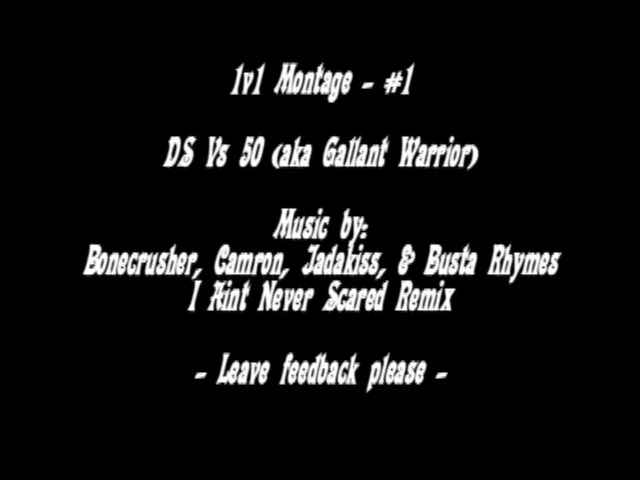 1v1 Montage - #1
DS Vs 50 (aka Gallant Warrior)
Music by:
Bonecrusher, Camron, Jadakiss, & Busta Rhymes
I Aint Never Scared Remix
- Leave feedback please -